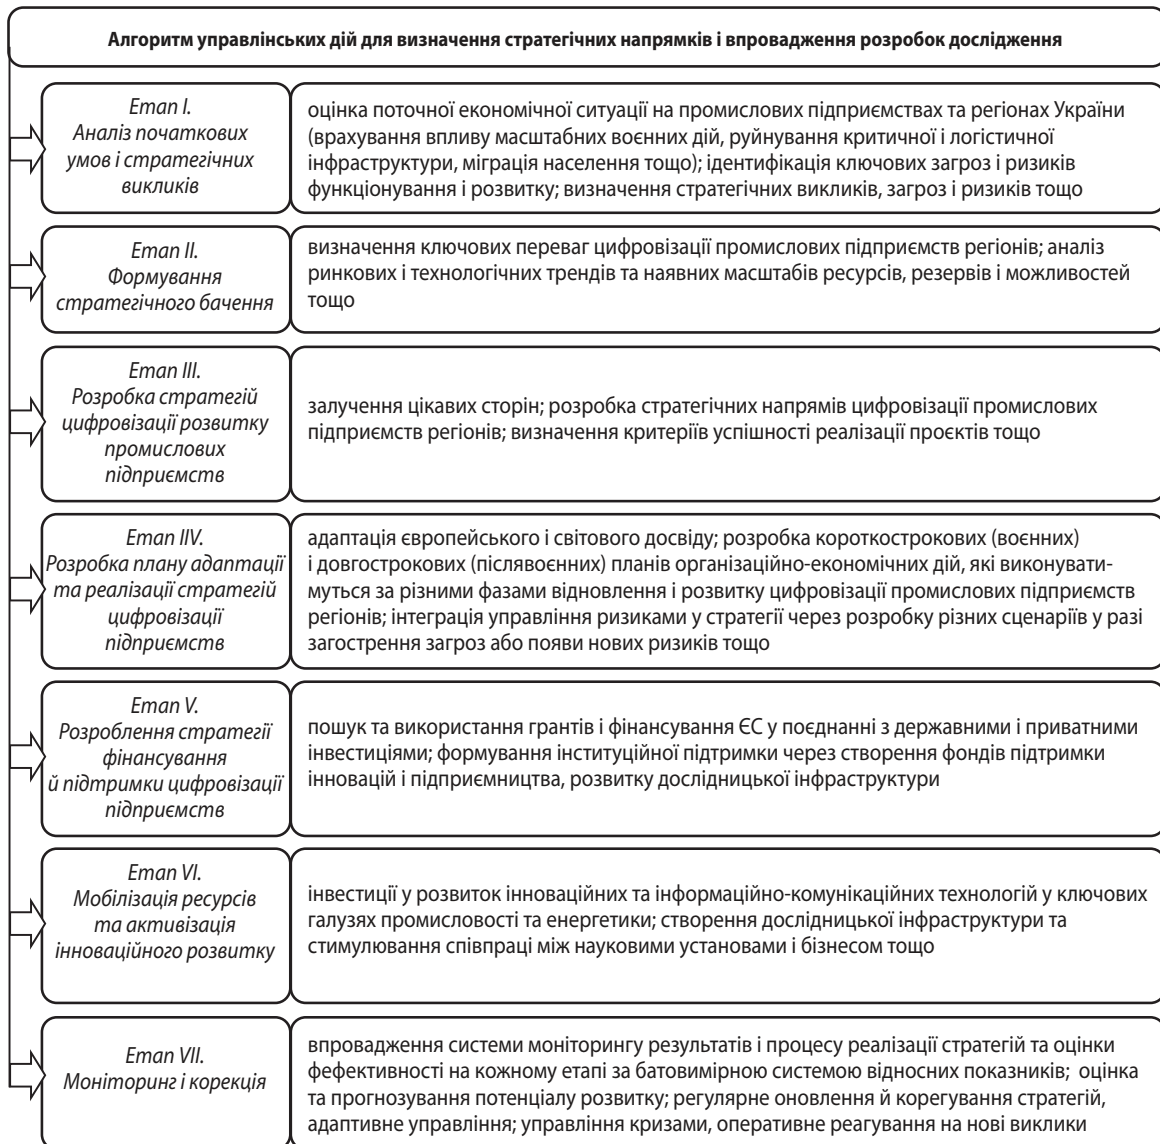 Алгоритм управлінських дій для визначення стратегічних напрямків і впровадження розробок дослідження
Етап I.
Аналіз початкових
умов і стратегічних
викликів
оцінка поточної економічної ситуації на промислових підприємствах та регіонах України
(врахування впливу масштабних воєнних дій, руйнування критичної і логістичної
інфраструктури, міграція населення тощо); ідентифікація ключових загроз і ризиків
функціонування і розвитку; визначення стратегічних викликів, загроз і ризиків тощо
Етап II.
Формування
стратегічного бачення
визначення ключових переваг цифровізації промислових підприємств регіонів; аналіз
ринкових і технологічних трендів та наявних масштабів ресурсів, резервів і можливостей
тощо
Етап III.
Розробка стратегій
цифровізації розвитку
промислових
підприємств
залучення цікавих сторін; розробка стратегічних напрямів цифровізації промислових
підприємств регіонів; визначення критеріїв успішності реалізації проєктів тощо
Етап IIV.
Розробка плану адаптації
та реалізації стратегій
цифровізації
підприємств
адаптація європейського і світового досвіду; розробка короткострокових (воєнних)
і довгострокових (післявоєнних) планів організаційно-економічних дій, які виконувати-
муться за різними фазами відновлення і розвитку цифровізації промислових підприємств
регіонів; інтеграція управління ризиками у стратегії через розробку різних сценаріїв у разі
загострення загроз або появи нових ризиків тощо
Етап V.
Розроблення стратегії
фінансування
й підтримки цифровізації
підприємств
пошук та використання грантів і фінансування ЄС у поєднанні з державними і приватними
інвестиціями; формування інституційної підтримки через створення фондів підтримки
інновацій і підприємництва, розвитку дослідницької інфраструктури
Етап VI.
Мобілізація ресурсів
та активізація
інноваційного розвитку
інвестиції у розвиток інноваційних та інформаційно-комунікаційних технологій у ключових
галузях промисловості та енергетики; створення дослідницької інфраструктури та
стимулювання співпраці між науковими установами і бізнесом тощо
Етап VII.
Моніторинг і корекція
впровадження системи моніторингу результатів і процесу реалізації стратегій та оцінки
фефективності на кожному етапі за батовимірною системою відносних показників; оцінка
та прогнозування потенціалу розвитку; регулярне оновлення й корегування стратегій,
адаптивне управління; управління кризами, оперативне реагування на нові виклики